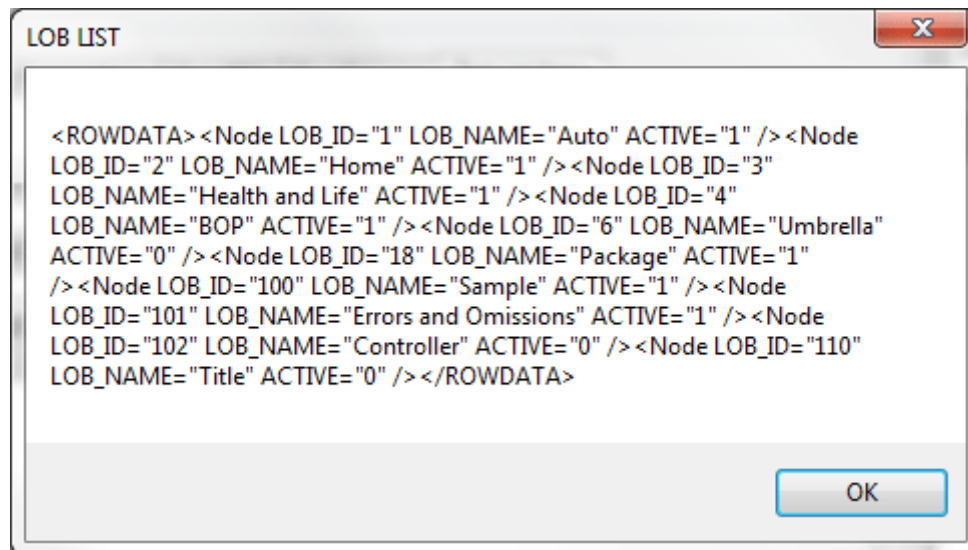 LOB LIST
<ROWDATA><Node LOB_ID="1" LOB_NAME="Auto" ACTIVE="1" /><Node
LOB_ID="2" LOB_NAME="Home" ACTIVE="1" /><Node LOB_ID="3"
LOB_NAME="Health and Life" ACTIVE="1" /><Node LOB_ID="4"
LOB_NAME="BOP" ACTIVE="1" /><Node LOB_ID="6" LOB_NAME="Umbrella"
ACTIVE="0" /><Node LOB_ID="18" LOB_NAME="Package" ACTIVE="1"
/><Node LOB_ID="100" LOB_NAME="Sample" ACTIVE="1" /><Node
LOB_ID="101" LOB_NAME="Errors and Omissions" ACTIVE="1" /><Node
LOB_ID="102" LOB_NAME="Controller" ACTIVE="0" /><Node LOB_ID="110"
LOB_NAME="Title" ACTIVE="0" /></ROWDATA>
OK